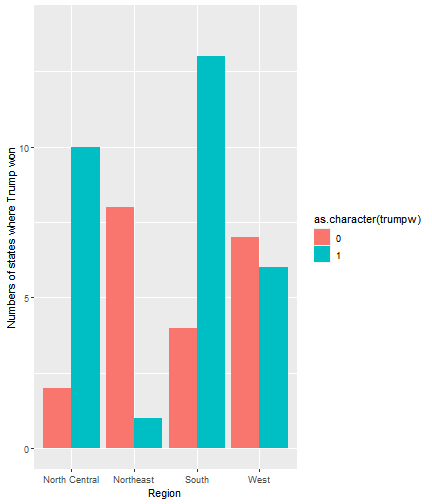 Numbers of states where Trump won
10
5
0
North Central Northeast South West
Region
as.character(trumpw)
0
1